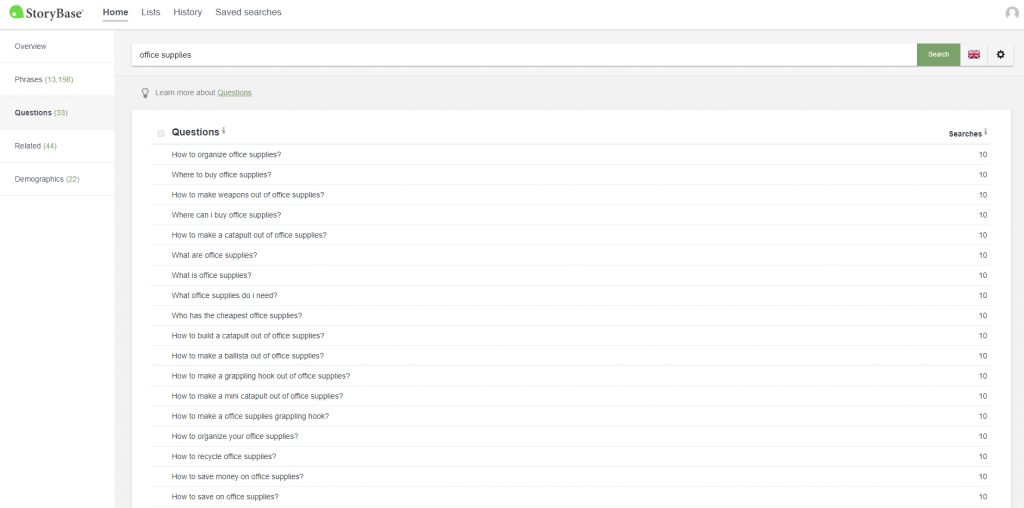 StoryBase
Home Lists History Saved searches
Overview
Phrases (13,198)
Questions (33)
Related (44)
Demographics (22)
office supplies
Search
Learn more about Questions
Questions i Searches i
How to organize office supplies? 10
Where to buy office supplies? 10
How to make weapons out of office supplies? 10
Where can i buy office supplies? 10
How to make a catapult out of office supplies? 10
What are office supplies? 10
What is office supplies? 10
What office supplies do i need? 10
Who has the cheapest office supplies? 10
How to build a catapult out of office supplies? 10
How to make a ballista out of office supplies? 10
How to make a grappling hook out of office supplies? 10
How to make a mini catapult out of office supplies? 10
How to make a office supplies grappling hook? 10
How to organize your office supplies? 10
How to recycle office supplies? 10
How to save money on office supplies? 10
How to save on office supplies? 10